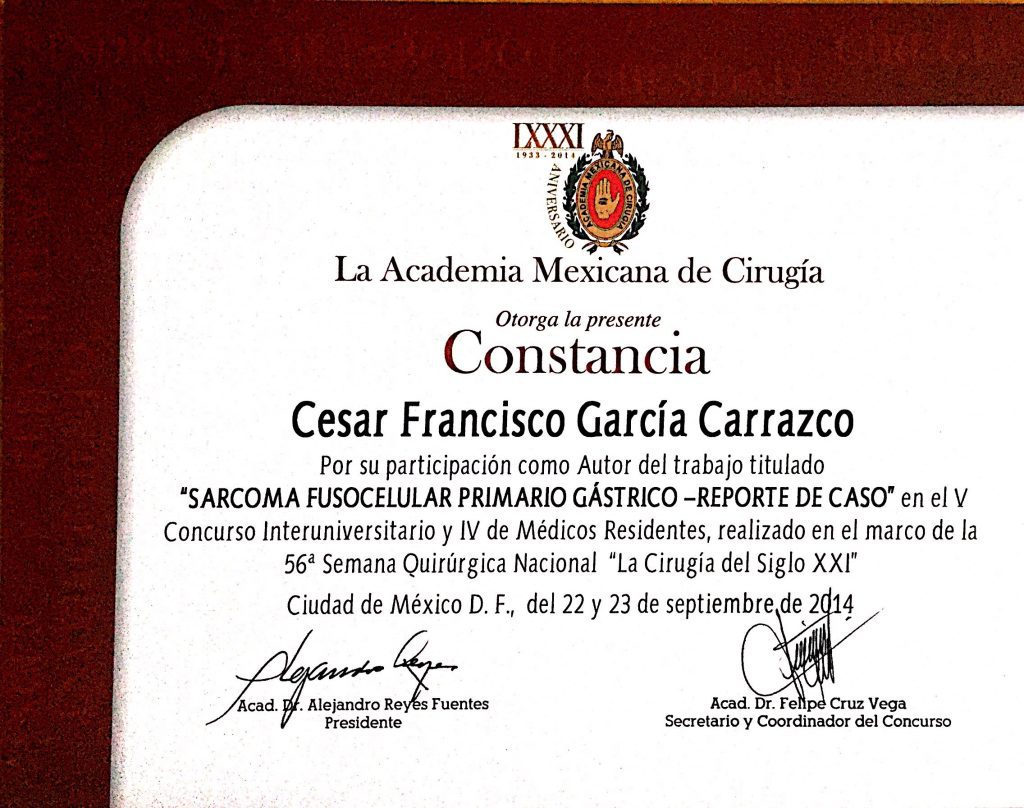 LXXXI
1933 - 2014
ANIVERSARIO
ACADEMIA MEXICANA DE CIRUGÍA
La Academia Mexicana de Cirugía
Otorga la presente
Constancia
Cesar Francisco García Carrazco
Por su participación como Autor del trabajo titulado
"SARCOMA FUSOCELULAR PRIMARIO GÁSTRICO –REPORTE DE CASO" en el V
Concurso Interuniversitario y IV de Médicos Residentes, realizado en el marco de la
56ª Semana Quirúrgica Nacional "La Cirugía del Siglo XXI"
Ciudad de México D. F., del 22 y 23 de septiembre de 2014
Alejandro Reyes
Acad. Dr. Alejandro Reyes Fuentes
Presidente
Acad. Dr. Felipe Cruz Vega
Secretario y Coordinador del Concurso